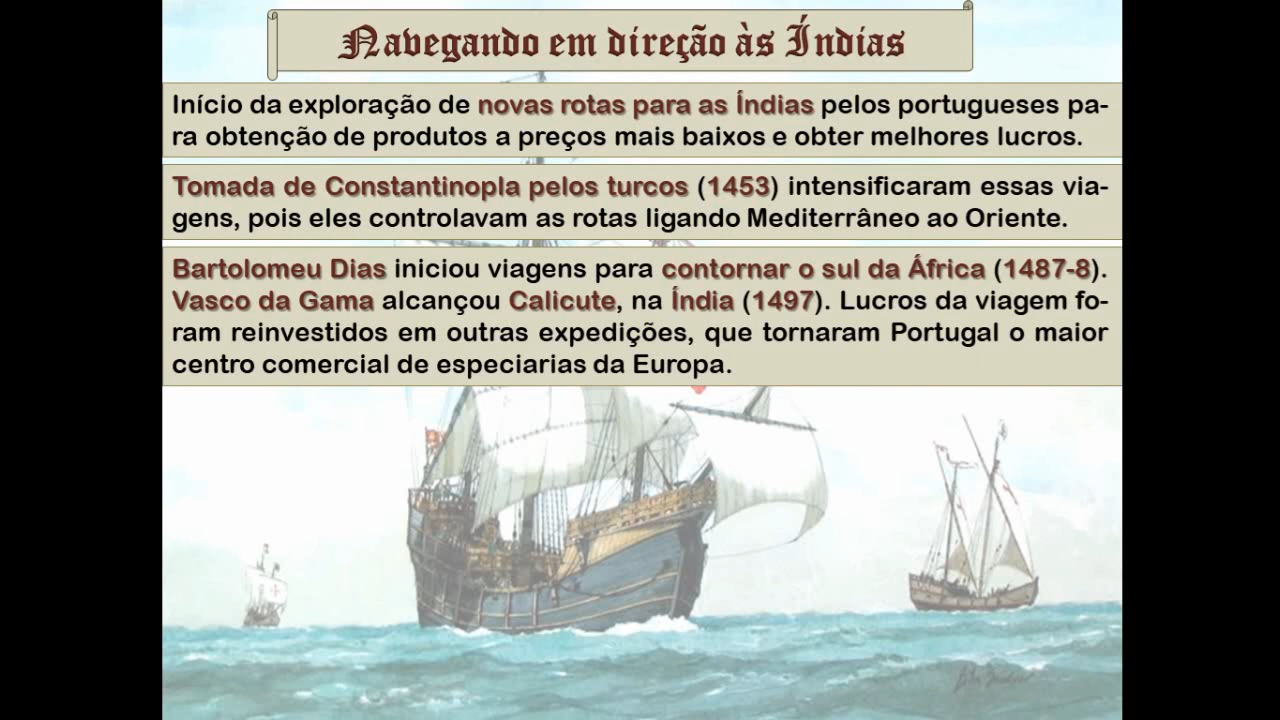 Navegando em direção às Índias
Início da exploração de novas rotas para as Índias pelos portugueses pa-
ra obtenção de produtos a preços mais baixos e obter melhores lucros.
Tomada de Constantinopla pelos turcos (1453) intensificaram essas via-
gens, pois eles controlavam as rotas ligando Mediterrâneo ao Oriente.
Bartolomeu Dias iniciou viagens para contornar o sul da África (1487-8).
Vasco da Gama alcançou Calicute, na Índia (1497). Lucros da viagem fo-
ram reinvestidos em outras expedições, que tornaram Portugal o maior
centro comercial de especiarias da Europa.